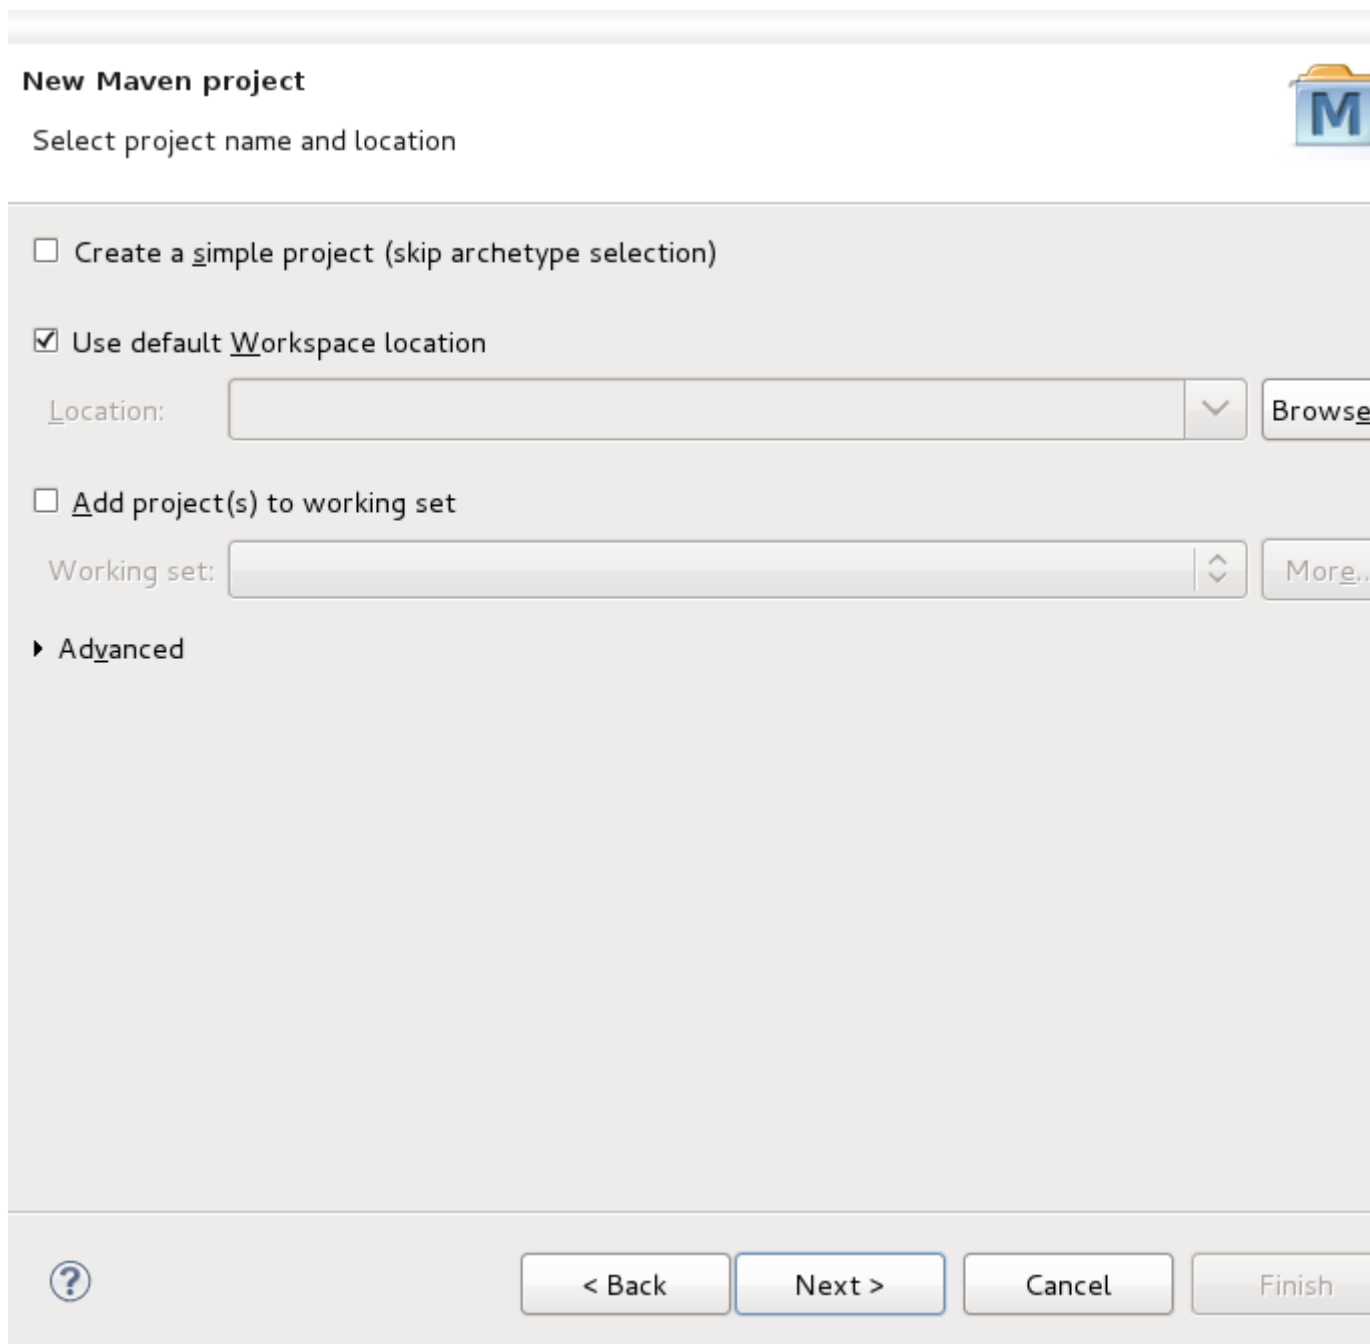 New Maven project
M
Select project name and location
Create a simple project (skip archetype selection)
Use default Workspace location
Location:
Browse
Add project(s) to working set
Working set:
More..
Advanced
?
< Back
Next >
Cancel
Finish